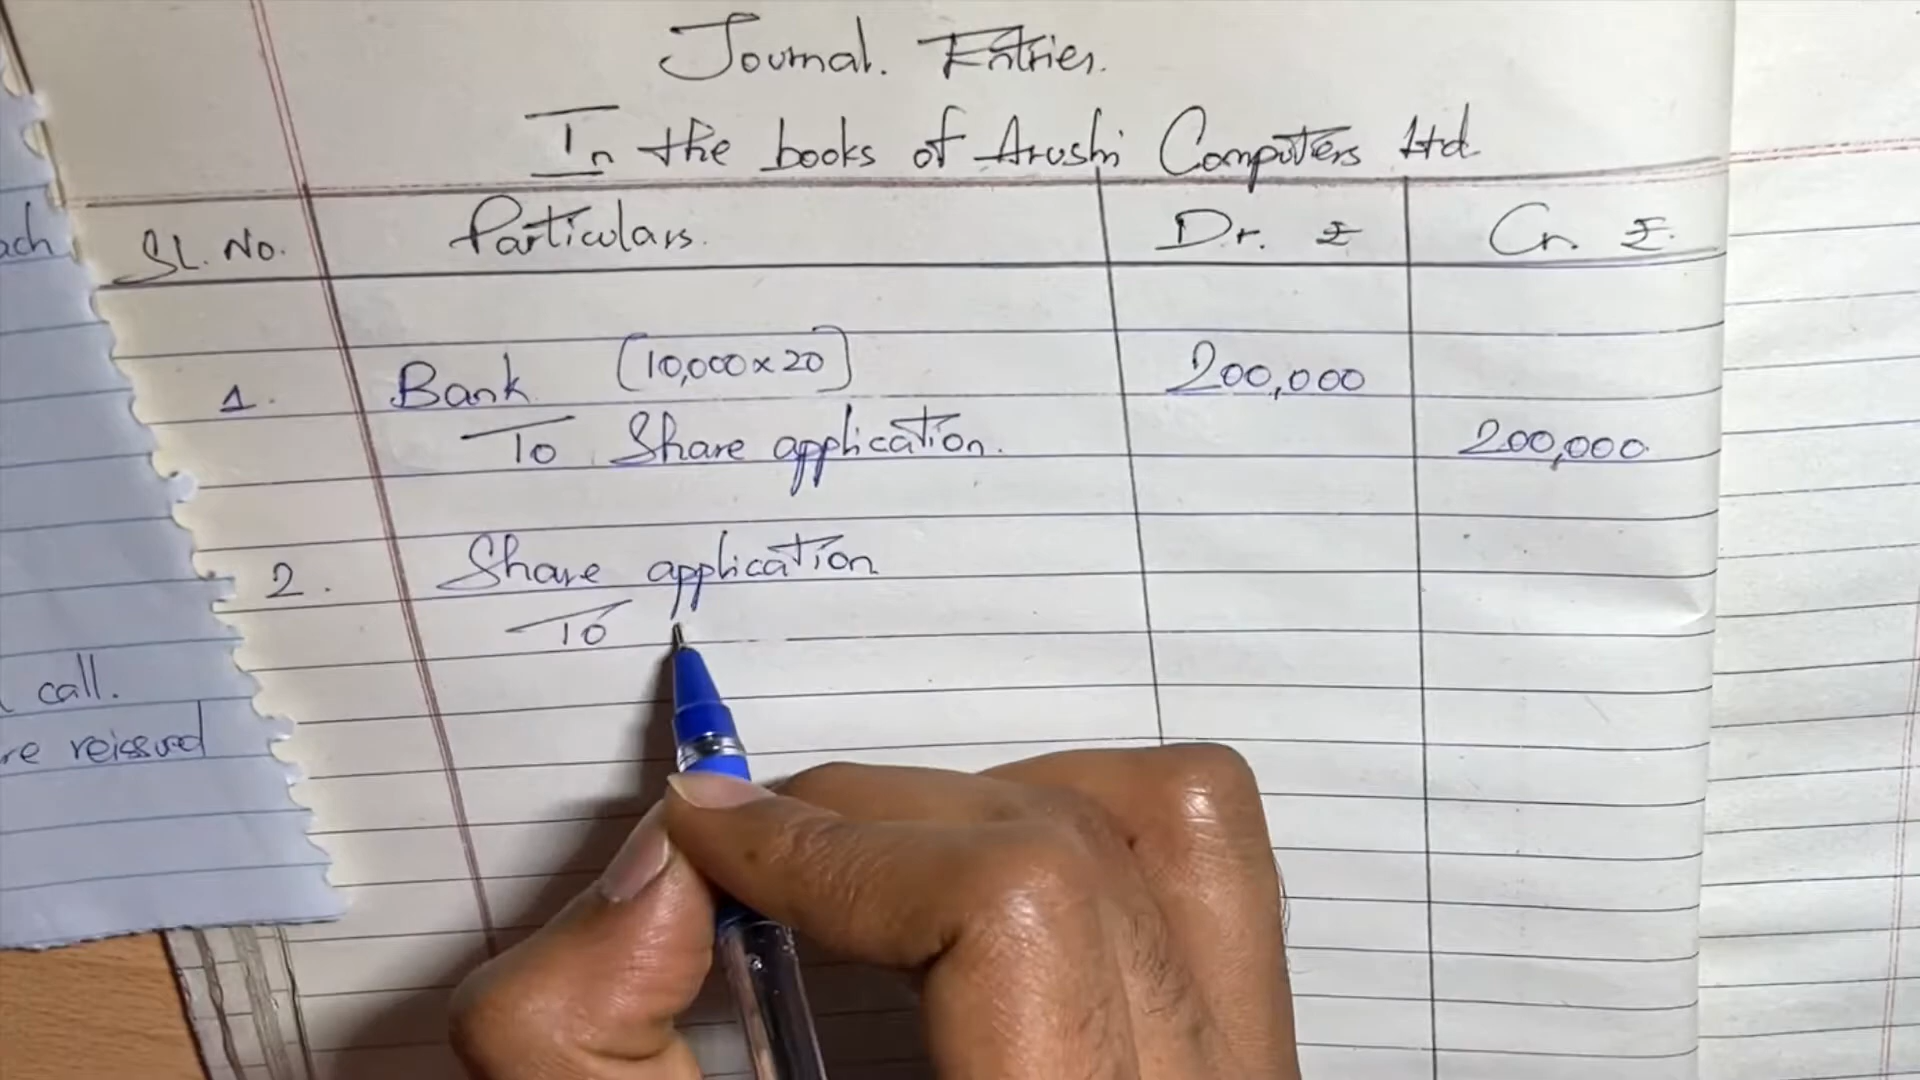 Journal. Entries.
In the books of Arushi Computers Ltd
SL. No. Particulars. Dr. ₹ Cr. ₹.
1. Bank [10,000 x 20] 200,000
To Share application. 200,000.
2. Share application
To
ach
call.
re reissued